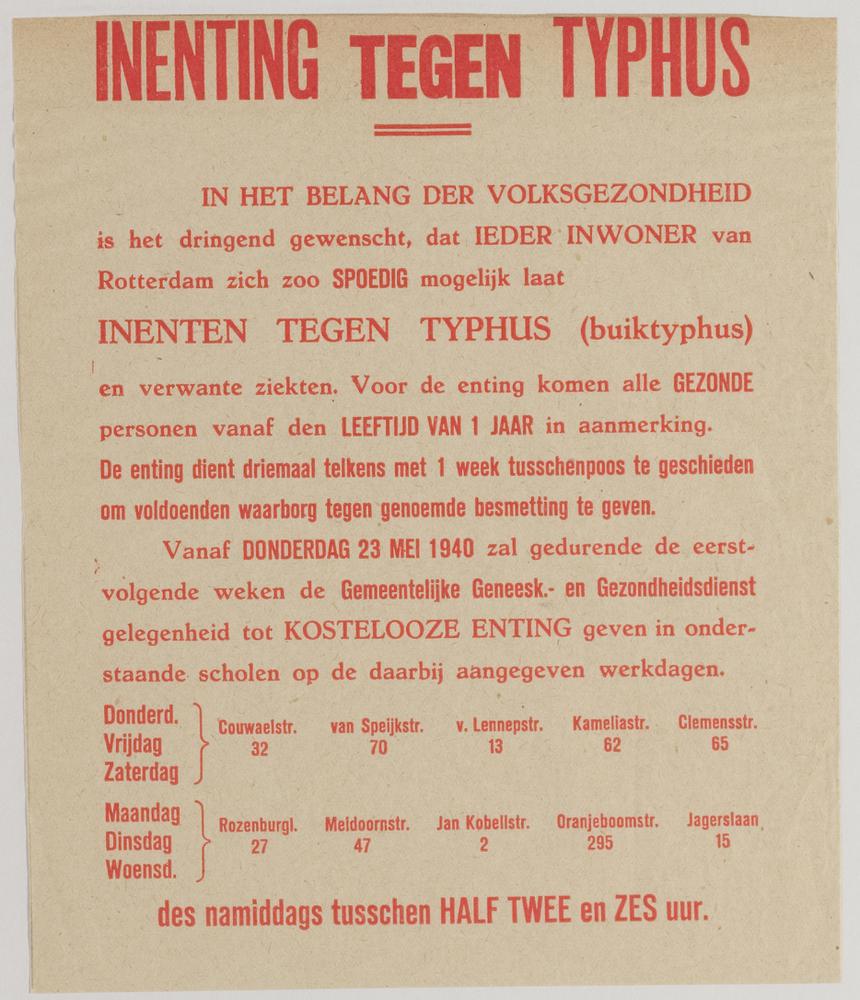 INENTING TEGEN TYPHUS
IN HET BELANG DER VOLKSGEZONDHEID
is het dringend gewenscht, dat IEDER INWONER van
Rotterdam zich zoo SPOEDIG mogelijk laat
INENTEN TEGEN TYPHUS (buiktyphus)
en verwante ziekten. Voor de enting komen alle GEZONDE
personen vanaf den LEEFTIJD VAN 1 JAAR in aanmerking.
De enting dient driemaal telkens met 1 week tusschenpoos te geschieden
om voldoenden waarborg tegen genoemde besmetting te geven.
Vanaf DONDERDAG 23 MEI 1940 zal gedurende de eerst-
volgende weken de Gemeentelijke Geneesk.- en Gezondheidsdienst
gelegenheid tot KOSTELOOZE ENTING geven in onder-
staande scholen op de daarbij aangegeven werkdagen.
Donderd.
Vrijdag
Zaterdag
Couwaelstr. van Speijkstr. v. Lennepstr. Kameliastr. Clemensstr.
32 70 13 62 65
Maandag
Dinsdag
Woensd.
Rozenburgl. Meidoornstr. Jan Kobellstr. Oranjeboomstr. Jagerslaan
27 47 2 295 15
des namiddags tusschen HALF TWEE en ZES uur.